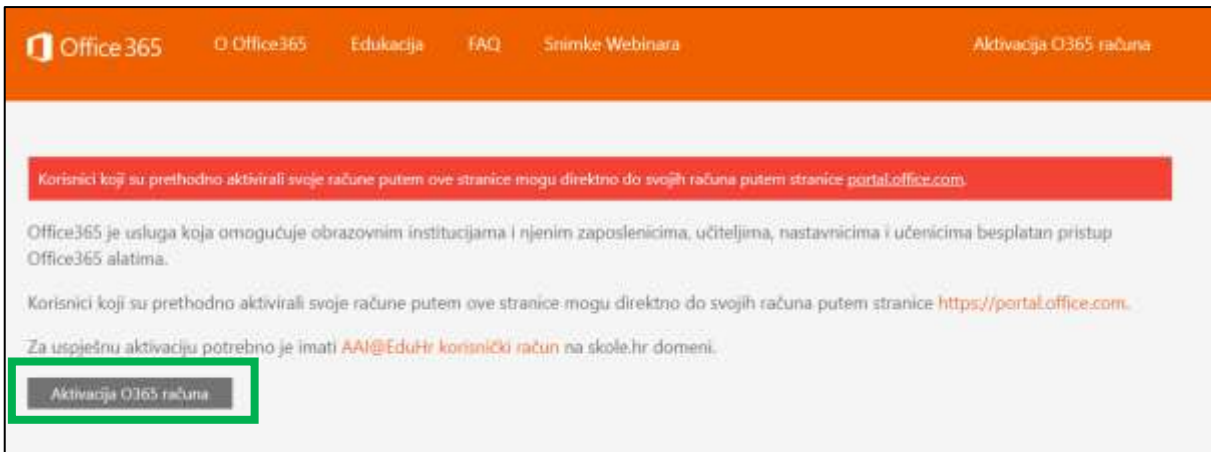 Office 365 O Office365 Edukacija FAQ Snimke Webinara Aktivacija O365 računa
Korisnici koji su prethodno aktivirali svoje račune putem ove stranice mogu direktno do svojih računa putem stranice portal.office.com.
Office365 je usluga koja omogućuje obrazovnim institucijama i njenim zaposlenicima, učiteljima, nastavnicima i učenicima besplatan pristup
Office365 alatima.
Korisnici koji su prethodno aktivirali svoje račune putem ove stranice mogu direktno do svojih računa putem stranice https://portal.office.com.
Za uspješnu aktivaciju potrebno je imati AAI@EduHr korisnički račun na skole.hr domeni.
Aktivacija O365 računa